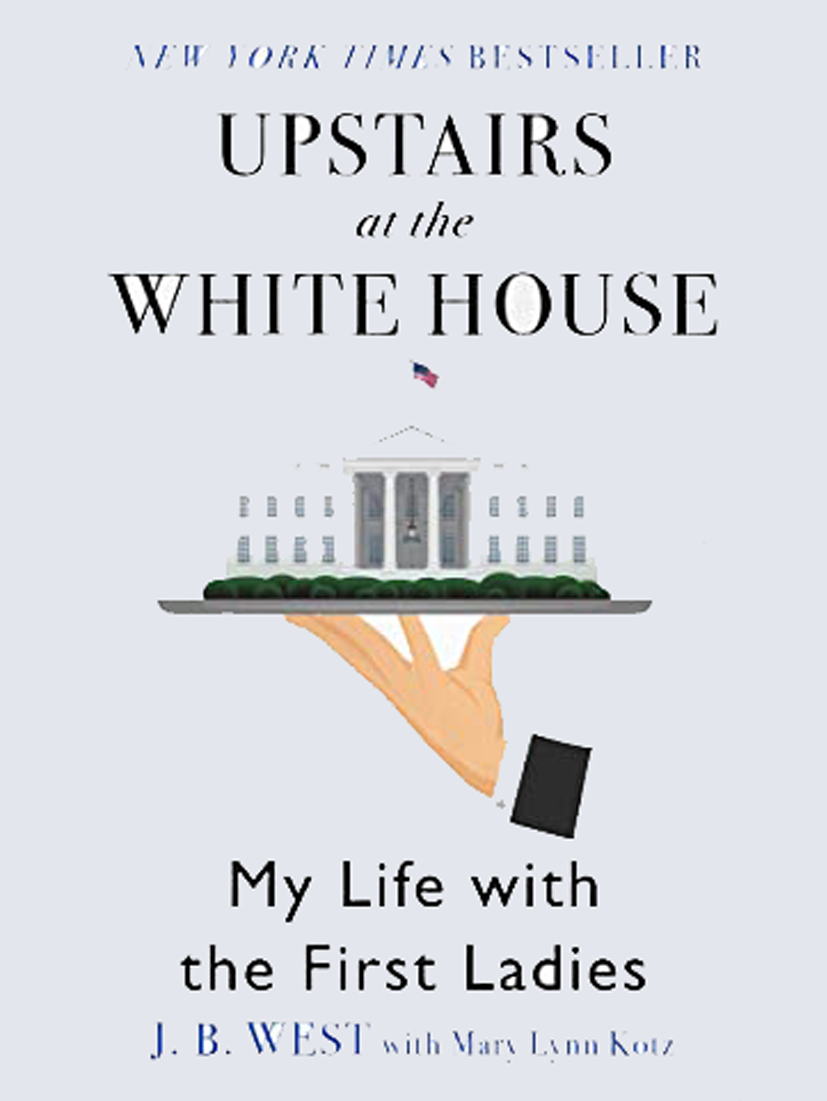 NEW YORK TIMES BESTSELLER
UPSTAIRS
at the
WHITE HOUSE
My Life with
the First Ladies
J. B. WEST with Mary Lynn Kotz